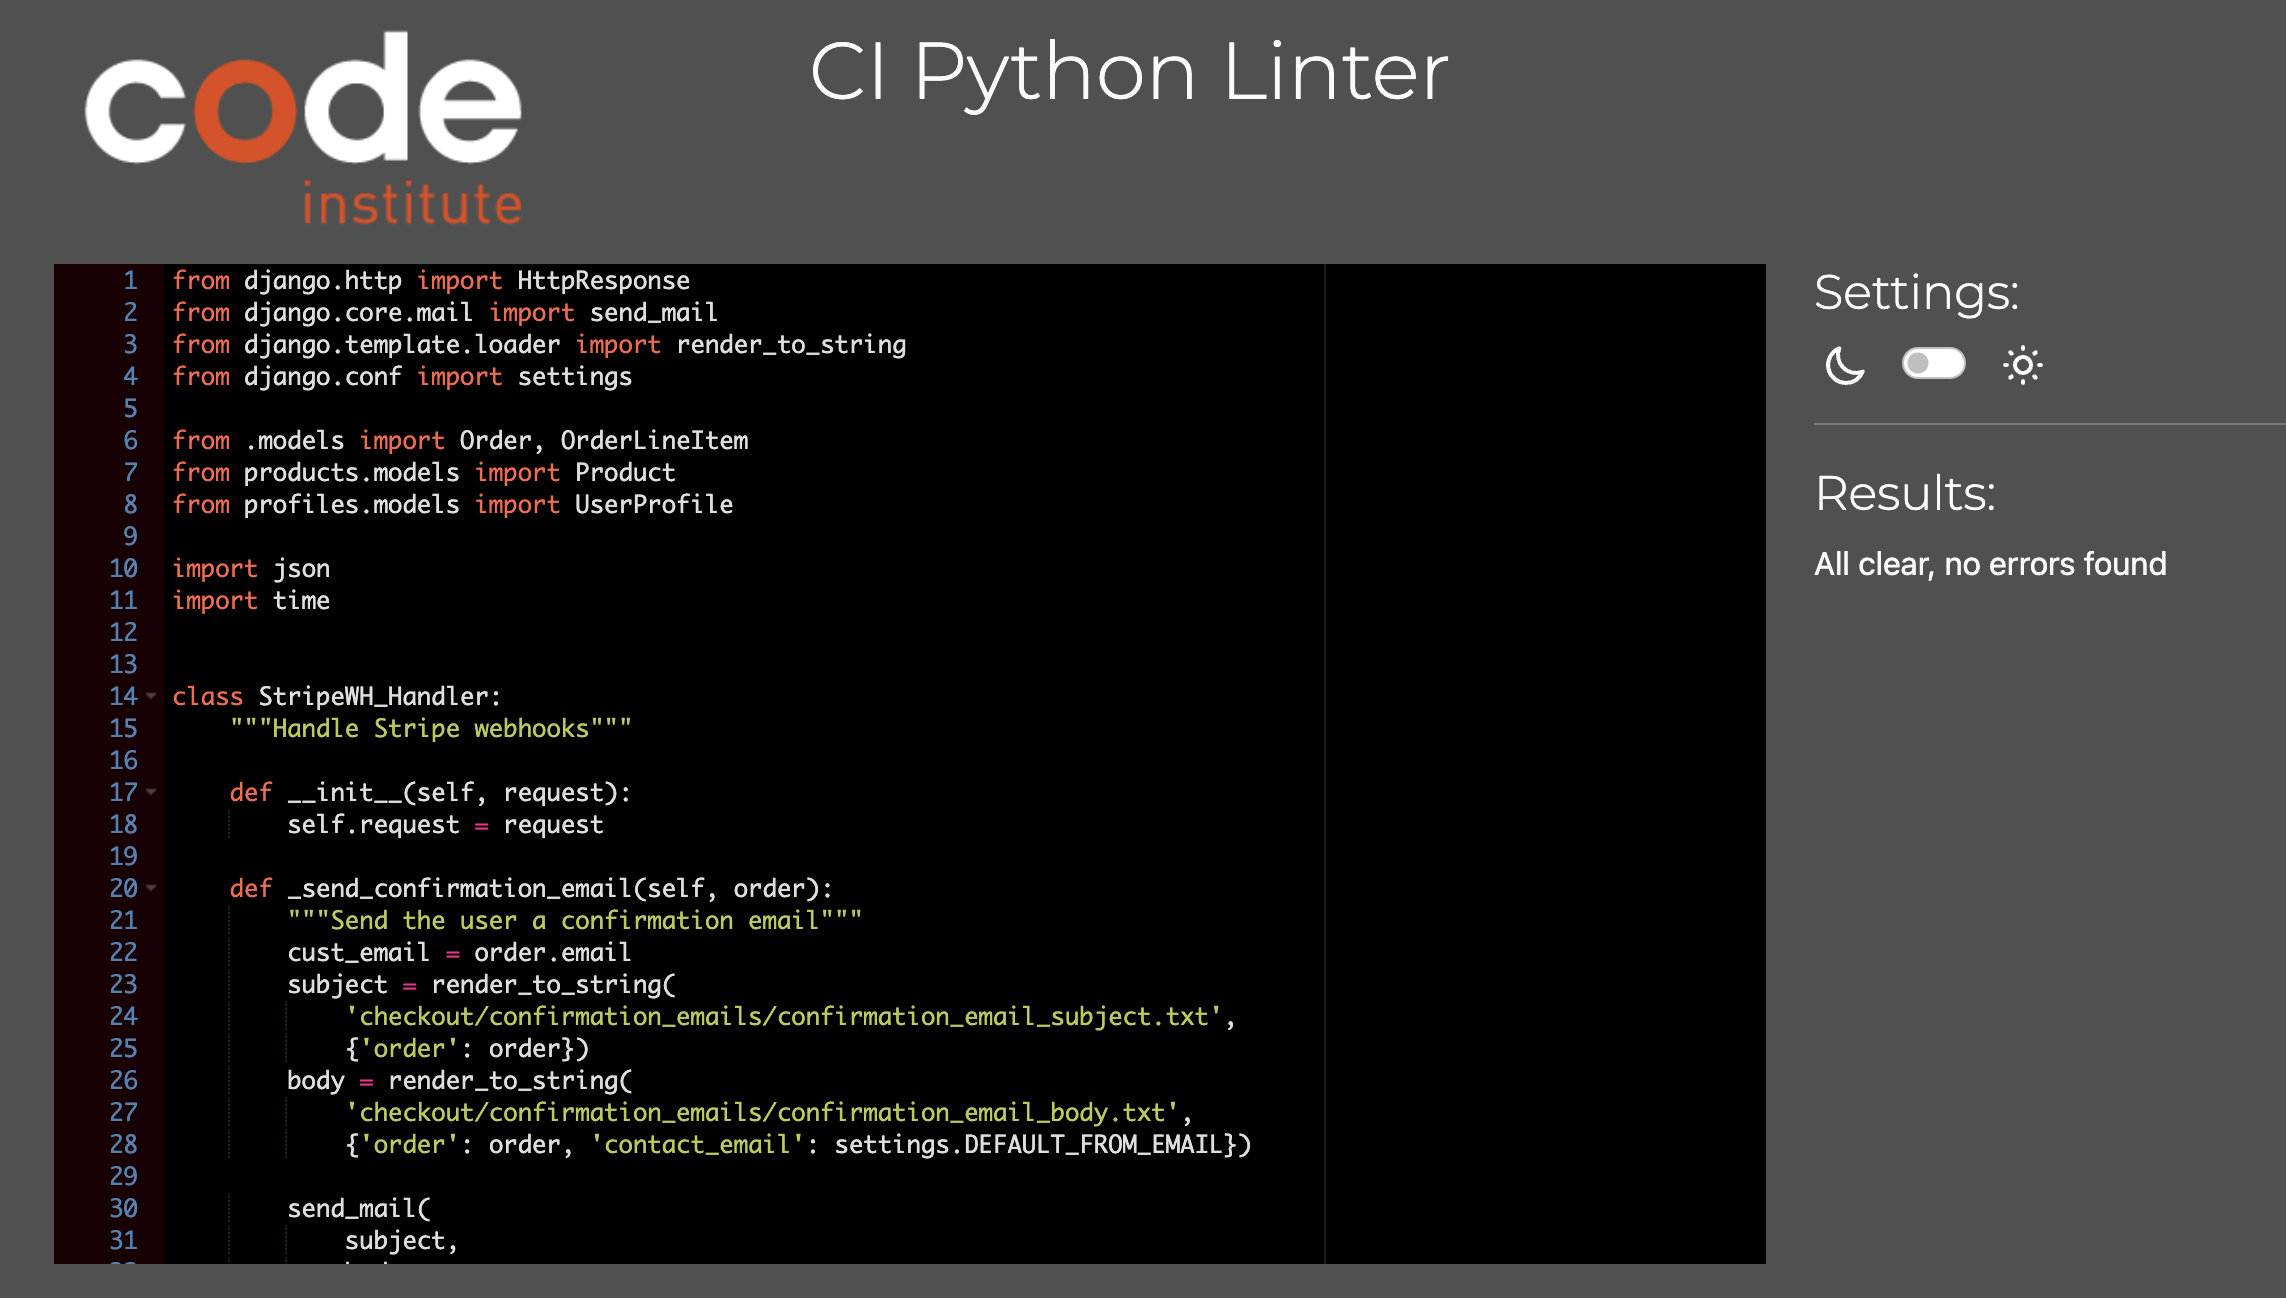 code
institute
CI Python Linter
1 from django.http import HttpResponse
2 from django.core.mail import send_mail
3 from django.template.loader import render_to_string
4 from django.conf import settings
5
6 from .models import Order, OrderLineItem
7 from products.models import Product
8 from profiles.models import UserProfile
9
10 import json
11 import time
12
13
14 class StripeWH_Handler:
15     """Handle Stripe webhooks"""
16
17     def __init__(self, request):
18         self.request = request
19
20     def _send_confirmation_email(self, order):
21         """Send the user a confirmation email"""
22         cust_email = order.email
23         subject = render_to_string(
24             'checkout/confirmation_emails/confirmation_email_subject.txt',
25             {'order': order})
26         body = render_to_string(
27             'checkout/confirmation_emails/confirmation_email_body.txt',
28             {'order': order, 'contact_email': settings.DEFAULT_FROM_EMAIL})
29
30         send_mail(
31             subject,
Settings:
Results:
All clear, no errors found